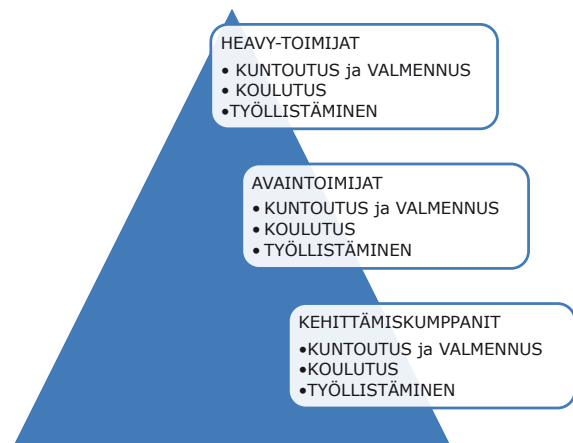 HEAVY-TOIMIJAT
• KUNTOUTUS ja VALMENNUS
• KOULUTUS
•TYÖLLISTÄMINEN
AVAINTOIMIJAT
• KUNTOUTUS ja VALMENNUS
• KOULUTUS
• TYÖLLISTÄMINEN
KEHITTÄMISKUMPPANIT
•KUNTOUTUS ja VALMENNUS
•KOULUTUS
•TYÖLLISTÄMINEN